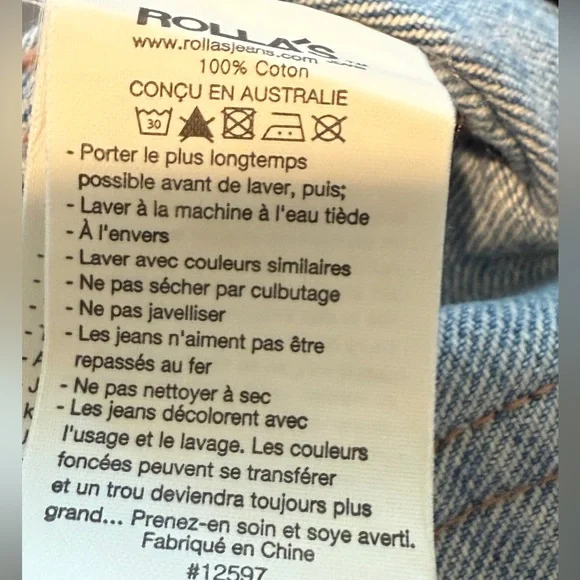 ROLLA'S
www.rollasjeans.com
100% Coton
CONÇU EN AUSTRALIE
30
- Porter le plus longtemps
possible avant de laver, puis;
- Laver à la machine à l'eau tiède
- À l'envers
- Laver avec couleurs similaires
- Ne pas sécher par culbutage
- Ne pas javelliser
- Les jeans n'aiment pas être
repassés au fer
- Ne pas nettoyer à sec
- Les jeans décolorent avec
l'usage et le lavage. Les couleurs
foncées peuvent se transférer
et un trou deviendra toujours plus
grand... Prenez-en soin et soye averti.
Fabriqué en Chine
#12597